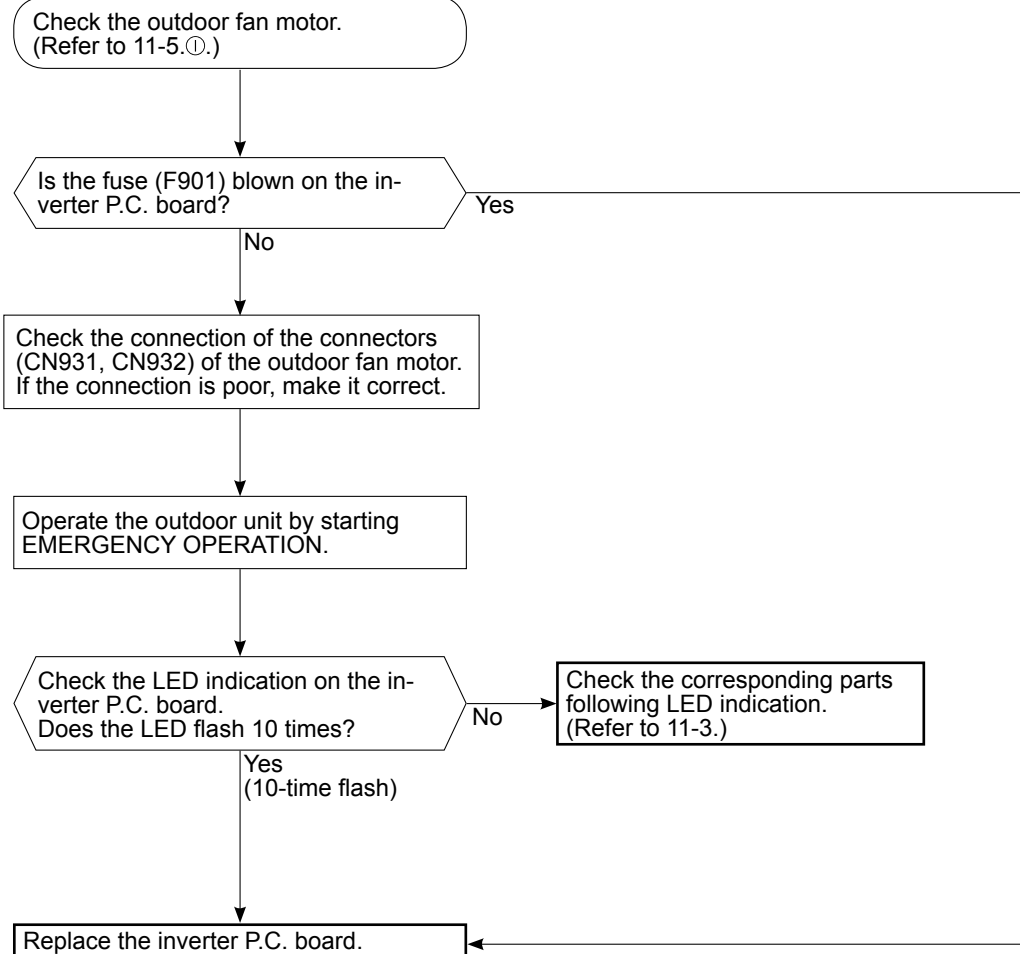 Check the outdoor fan motor.
(Refer to 11-5.Ⓘ.)
Is the fuse (F901) blown on the in-
verter P.C. board?
Yes
No
Check the connection of the connectors
(CN931, CN932) of the outdoor fan motor.
If the connection is poor, make it correct.
Operate the outdoor unit by starting
EMERGENCY OPERATION.
Check the LED indication on the in-
verter P.C. board.
Does the LED flash 10 times?
No
Check the corresponding parts
following LED indication.
(Refer to 11-3.)
Yes
(10-time flash)
Replace the inverter P.C. board.